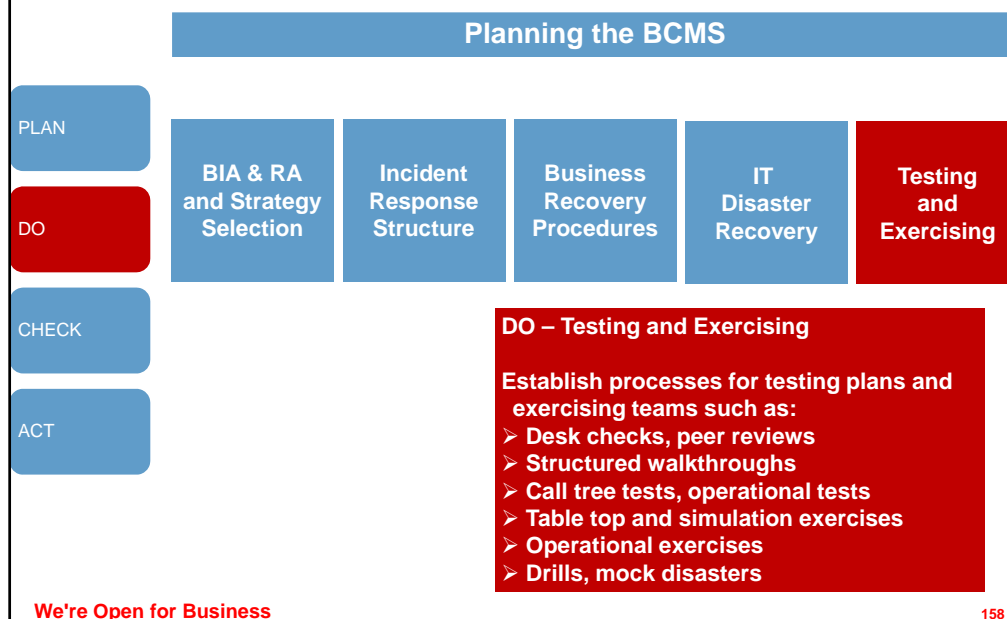 Planning the BCMS
PLAN
DO
CHECK
ACT
BIA & RA
and Strategy
Selection
Incident
Response
Structure
Business
Recovery
Procedures
IT
Disaster
Recovery
Testing
and
Exercising
DO – Testing and Exercising
Establish processes for testing plans and
exercising teams such as:
➢ Desk checks, peer reviews
➢ Structured walkthroughs
➢ Call tree tests, operational tests
➢ Table top and simulation exercises
➢ Operational exercises
➢ Drills, mock disasters
We're Open for Business
158